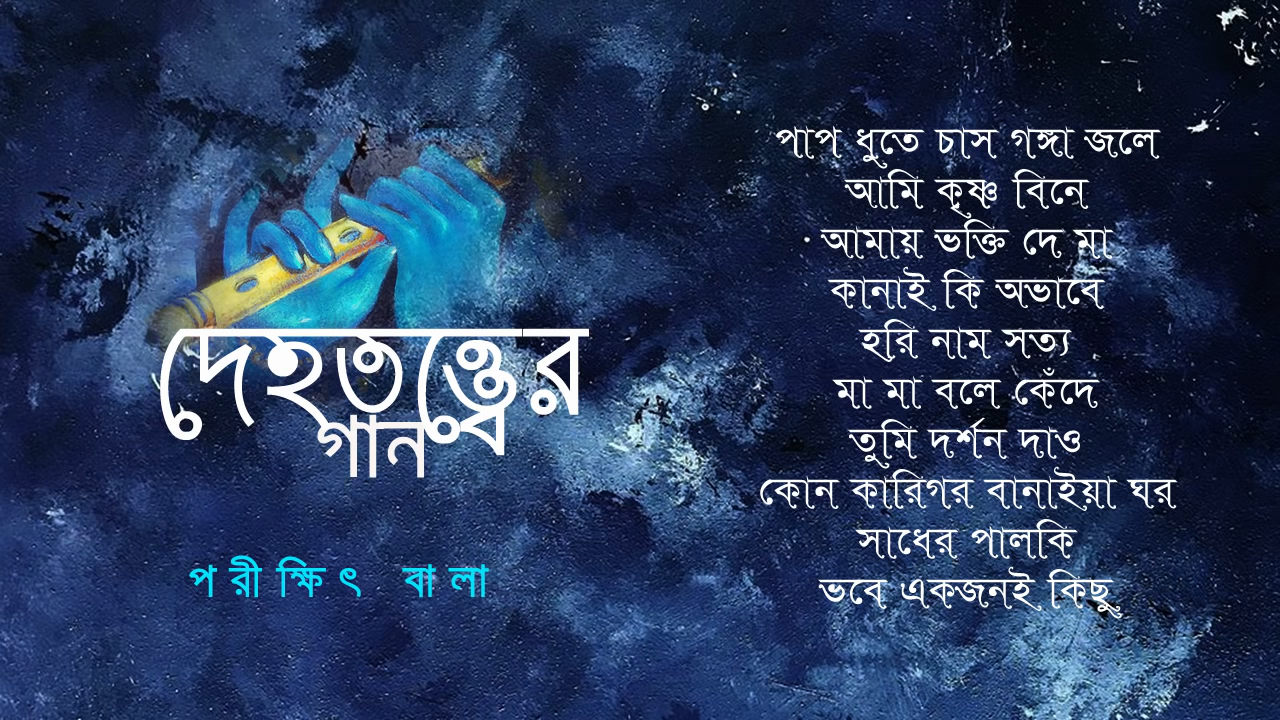 দেহতত্ত্বের
গান
পরীক্ষিৎ বালা
পাপ ধুতে চাস গঙ্গা জলে
আমি কৃষ্ণ বিনে
আমায় ভক্তি দে মা
কানাই কি অভাবে
হরি নাম সত্য
মা মা বলে কেঁদে
তুমি দর্শন দাও
কোন কারিগর বানাইয়া ঘর
সাধের পালকি
ভবে একজনই কিছু